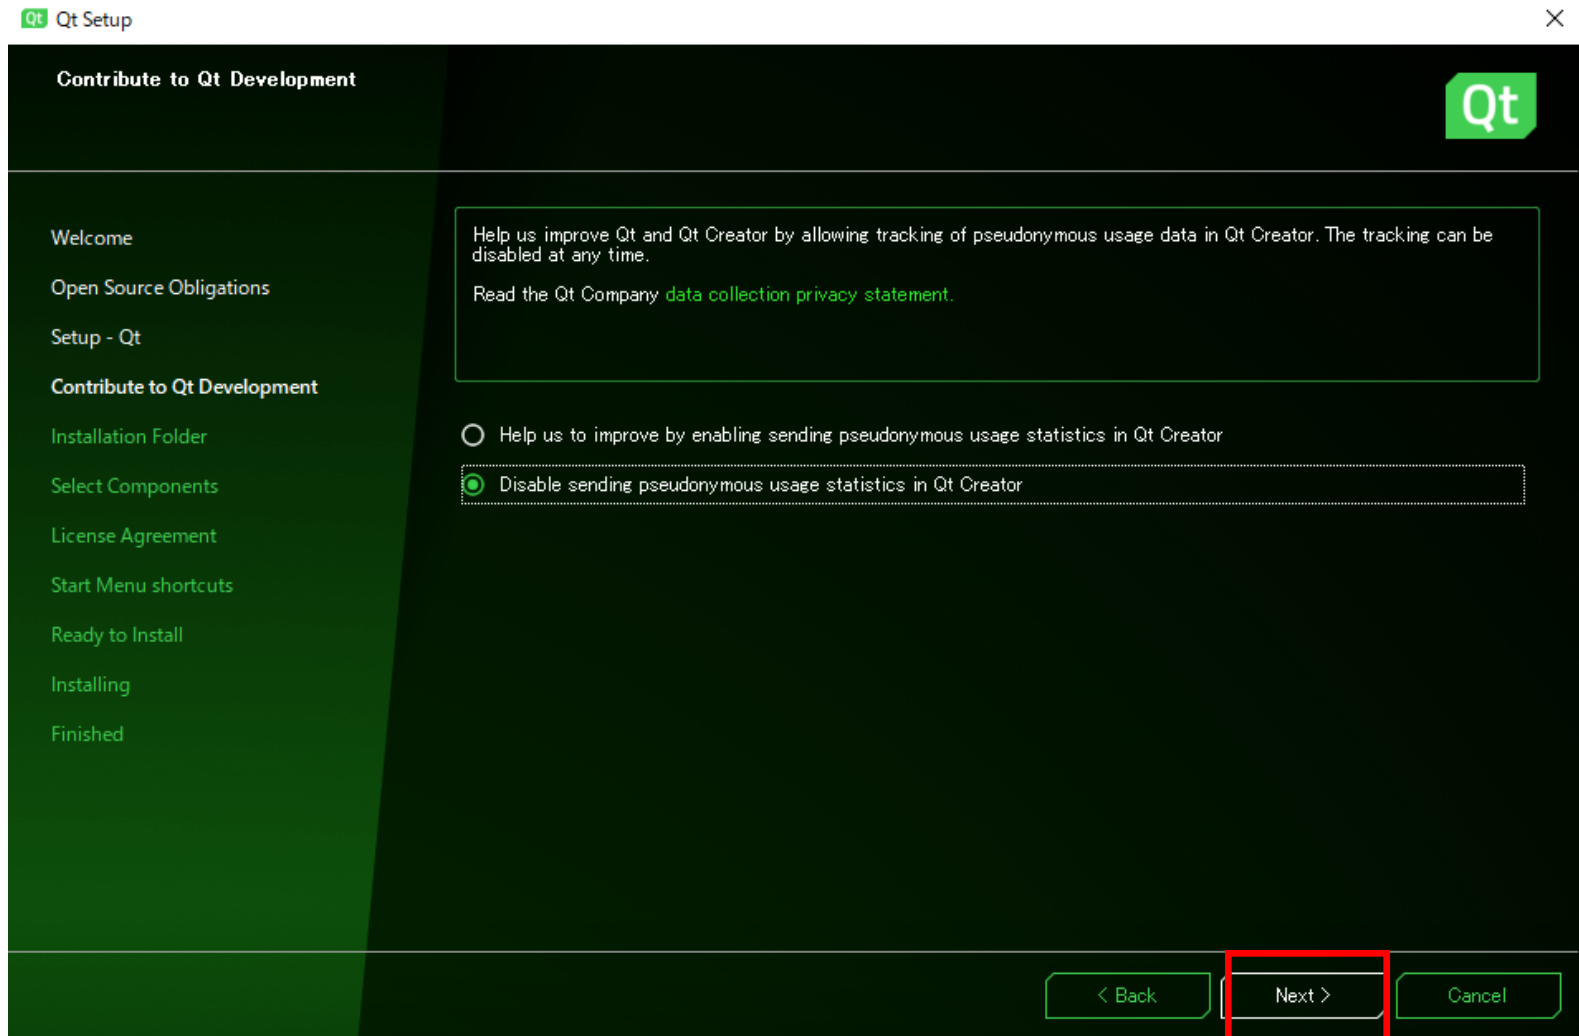 Qt Qt Setup
Contribute to Qt Development
Qt
Welcome
Open Source Obligations
Setup - Qt
Contribute to Qt Development
Installation Folder
Select Components
License Agreement
Start Menu shortcuts
Ready to Install
Installing
Finished
Help us improve Qt and Qt Creator by allowing tracking of pseudonymous usage data in Qt Creator. The tracking can be
disabled at any time.
Read the Qt Company data collection privacy statement.
Help us to improve by enabling sending pseudonymous usage statistics in Qt Creator
Disable sending pseudonymous usage statistics in Qt Creator
< Back
Next >
Cancel